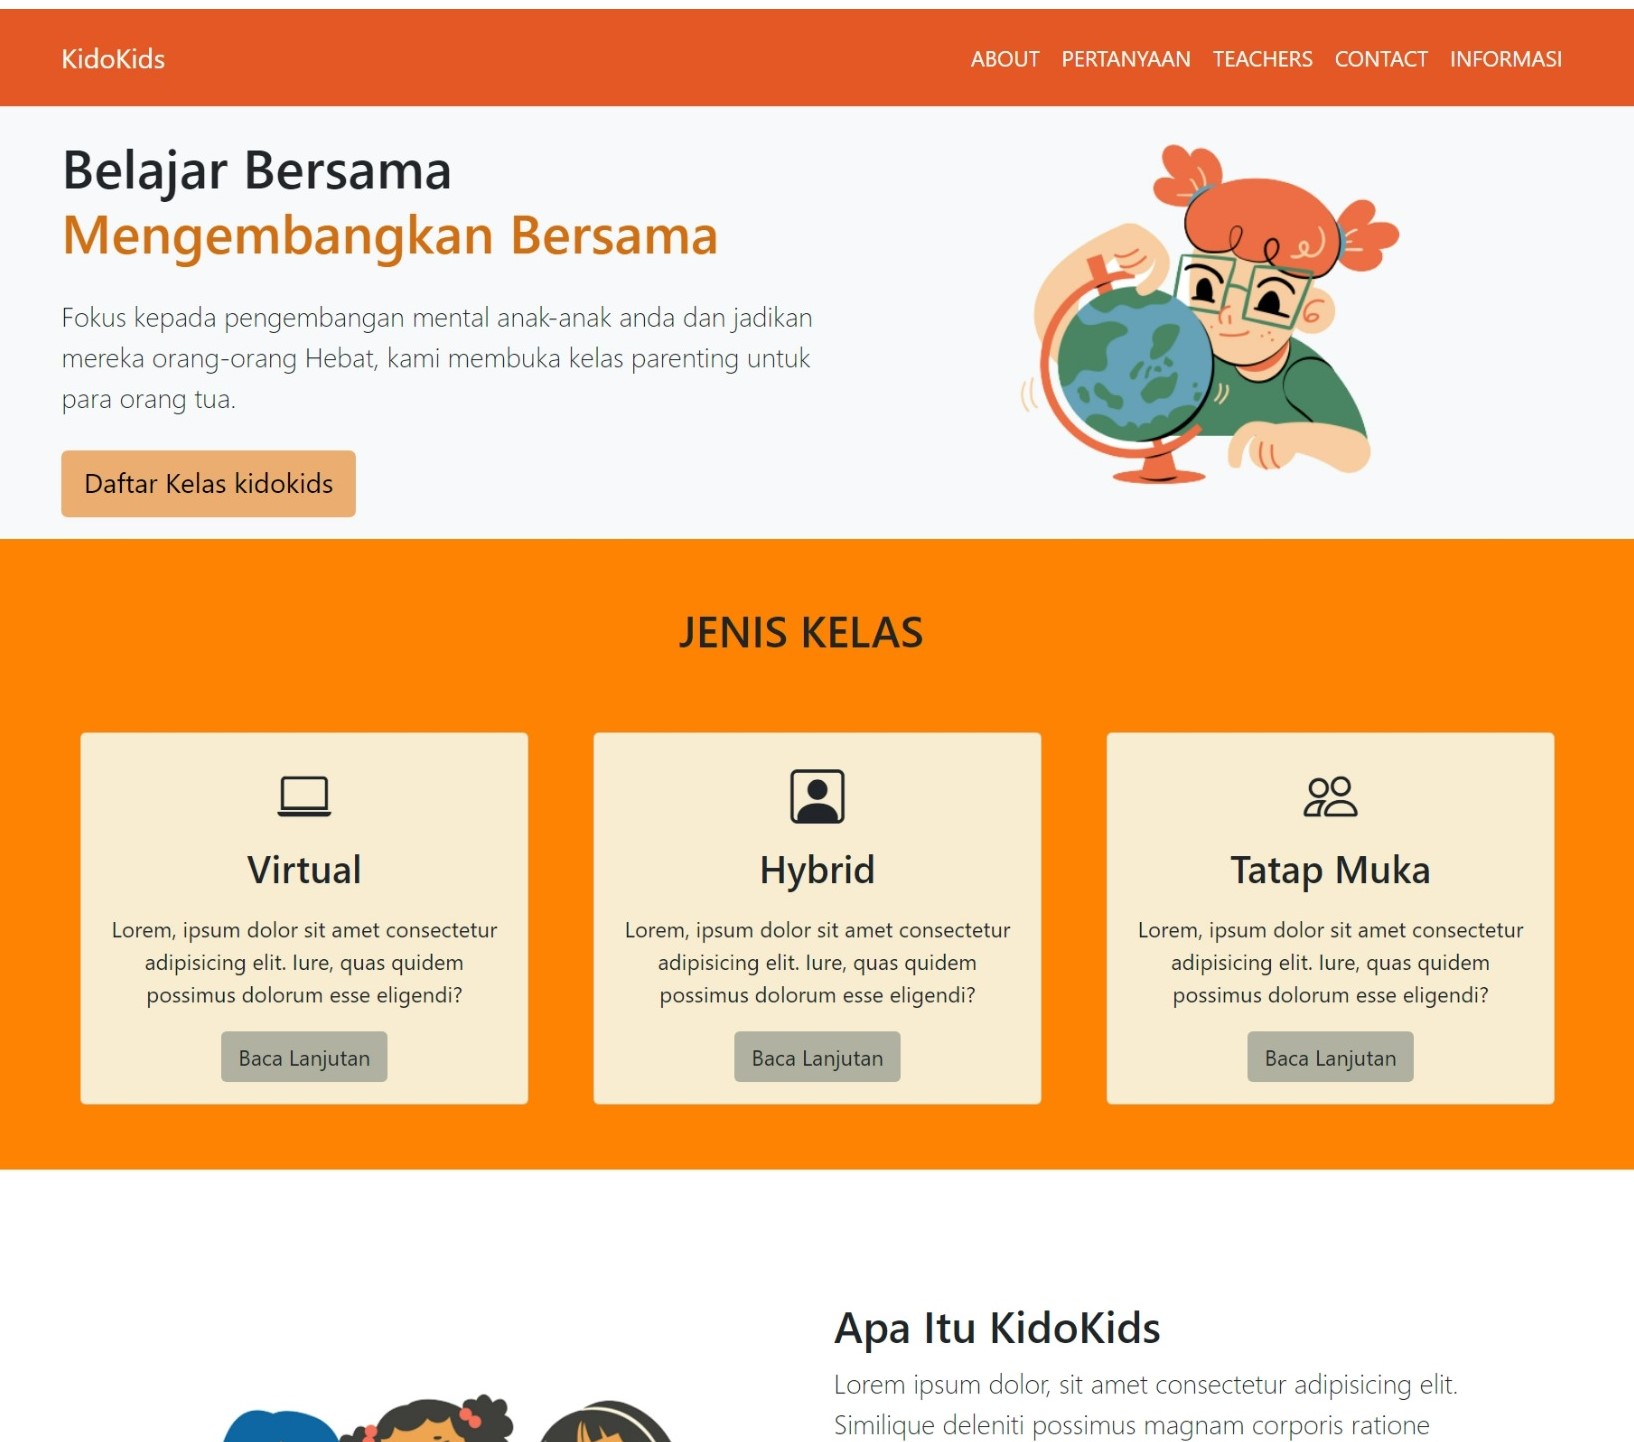 KidoKids
ABOUT PERTANYAAN TEACHERS CONTACT INFORMASI
Belajar Bersama
Mengembangkan Bersama
Fokus kepada pengembangan mental anak-anak anda dan jadikan
mereka orang-orang Hebat, kami membuka kelas parenting untuk
para orang tua.
Daftar Kelas kidokids
JENIS KELAS
Virtual
Lorem, ipsum dolor sit amet consectetur
adipisicing elit. Iure, quas quidem
possimus dolorum esse eligendi?
Baca Lanjutan
Hybrid
Lorem, ipsum dolor sit amet consectetur
adipisicing elit. Iure, quas quidem
possimus dolorum esse eligendi?
Baca Lanjutan
Tatap Muka
Lorem, ipsum dolor sit amet consectetur
adipisicing elit. Iure, quas quidem
possimus dolorum esse eligendi?
Baca Lanjutan
Apa Itu KidoKids
Lorem ipsum dolor, sit amet consectetur adipisicing elit.
Similique deleniti possimus magnam corporis ratione